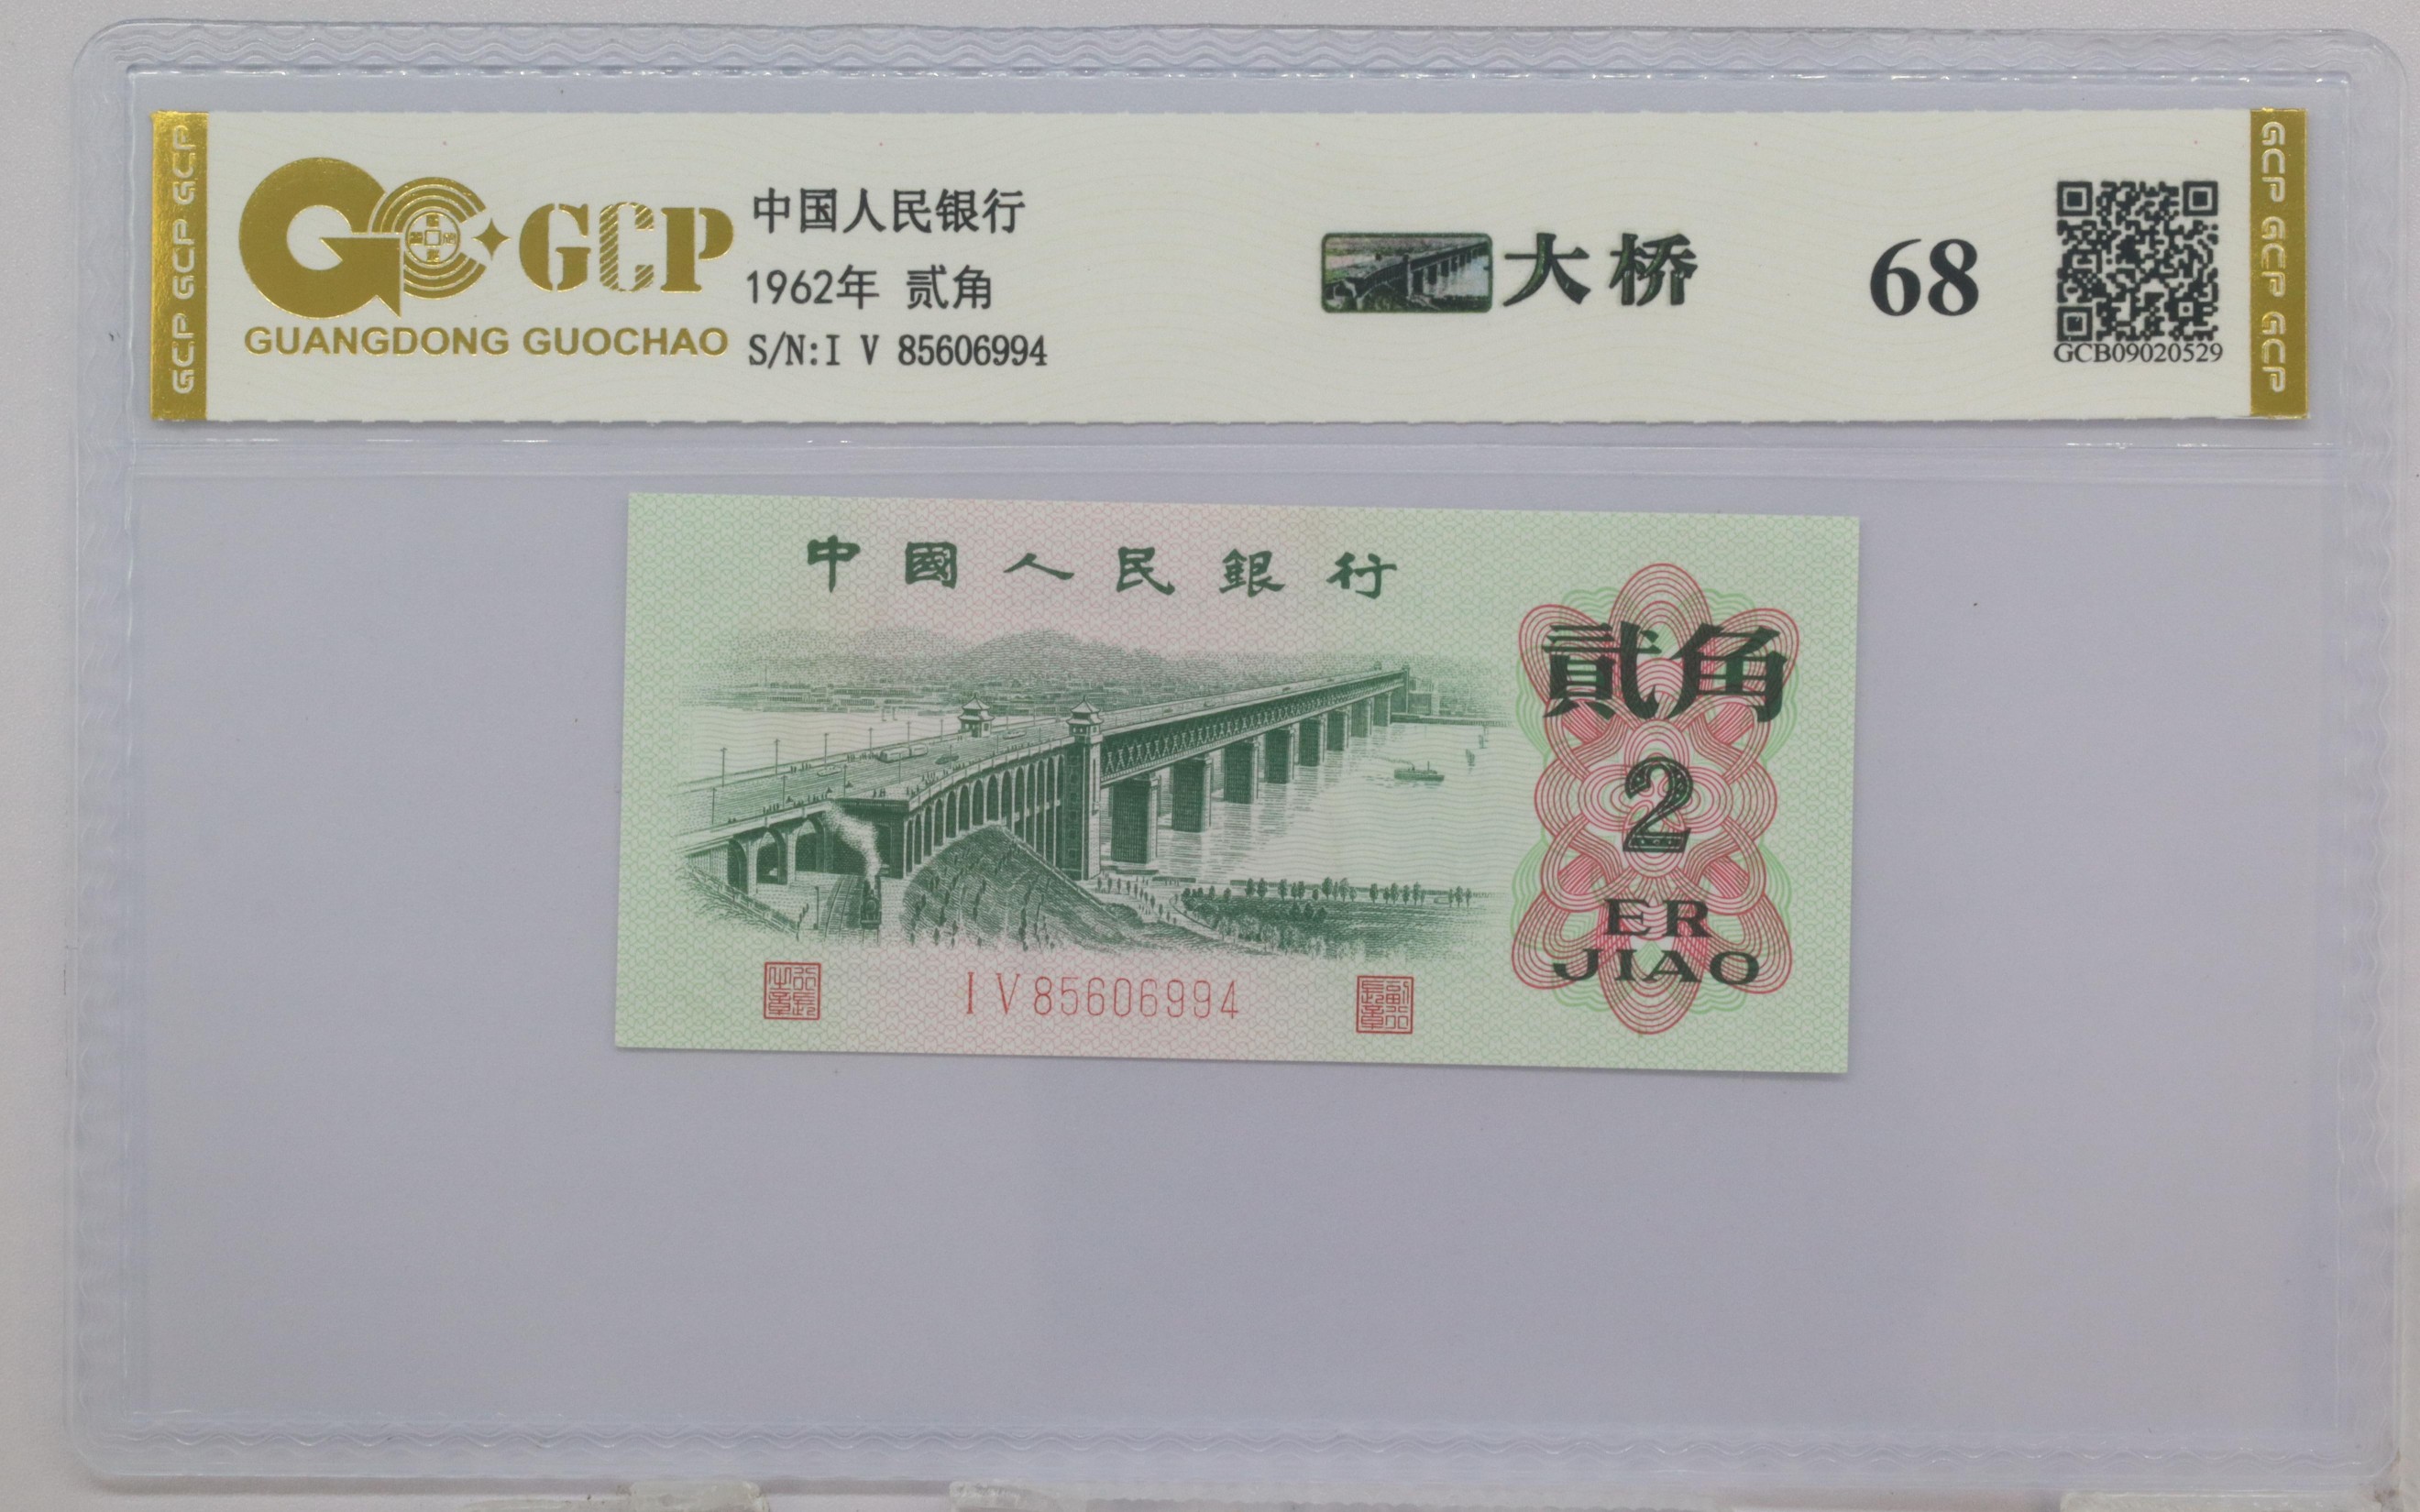 GCP GCP GCP
GCP
GUANGDONG GUOCHAO
中国人民银行
1962年 贰角
S/N:I V 85606994
大桥
68
GCB09020529
GCP GCP GCP
中國人民銀行
貳角
2
ER
JIAO
I V 85606994